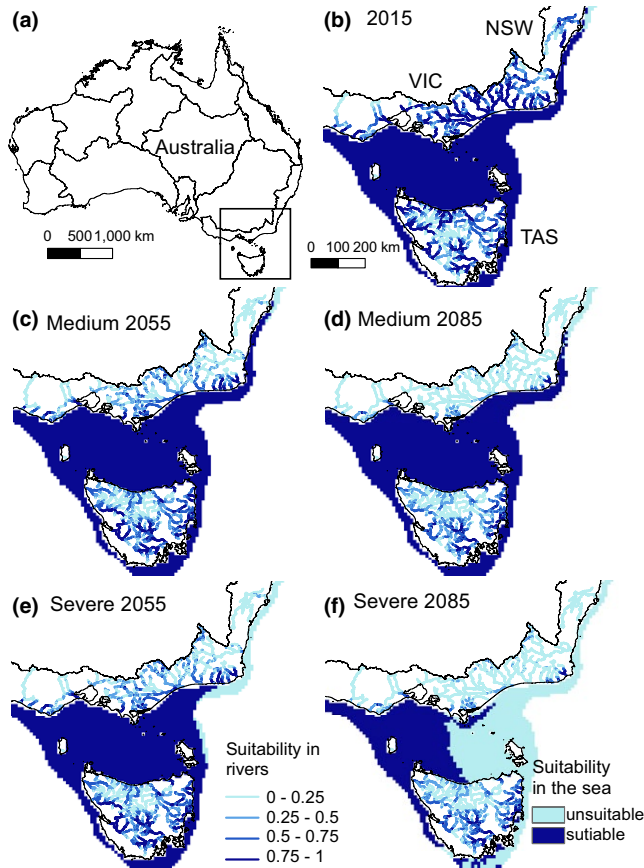 (a)
Australia
0 500 1,000 km
(b) 2015
NSW
VIC
TAS
0 100 200 km
(c) Medium 2055
(d) Medium 2085
(e) Severe 2055
Suitability in
rivers
0 - 0.25
0.25 - 0.5
0.5 - 0.75
0.75 - 1
(f) Severe 2085
Suitability
in the sea
unsuitable
sutiable